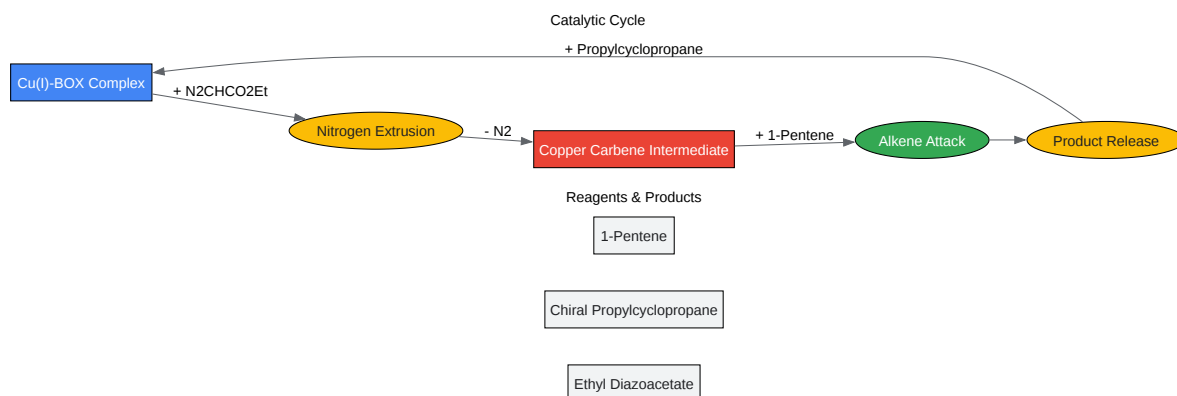 Catalytic Cycle
+ Propylcyclopropane
Cu(I)-BOX Complex
+ N2CHCO2Et
Nitrogen Extrusion
- N2
Copper Carbene Intermediate
+ 1-Pentene
Alkene Attack
Product Release
Reagents & Products
1-Pentene
Chiral Propylcyclopropane
Ethyl Diazoacetate